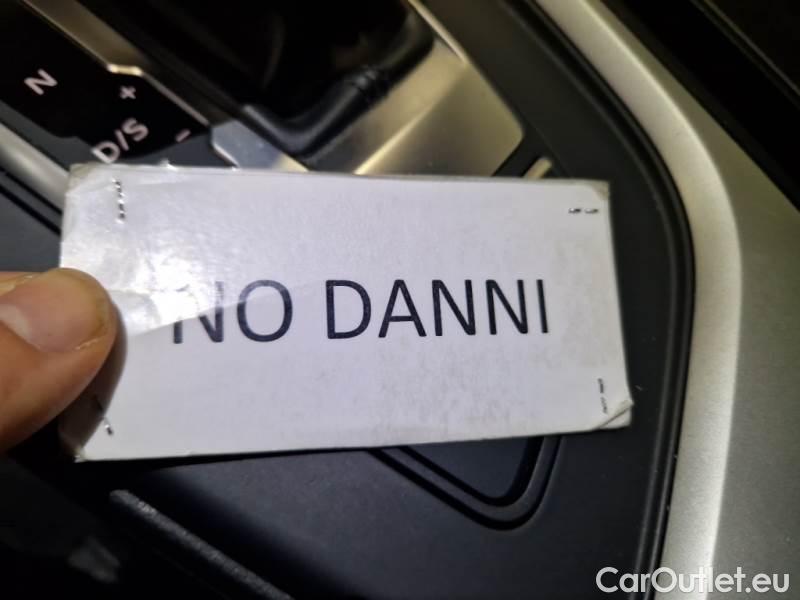 N
+
D/S
-
NO DANNI
CarOutlet.eu